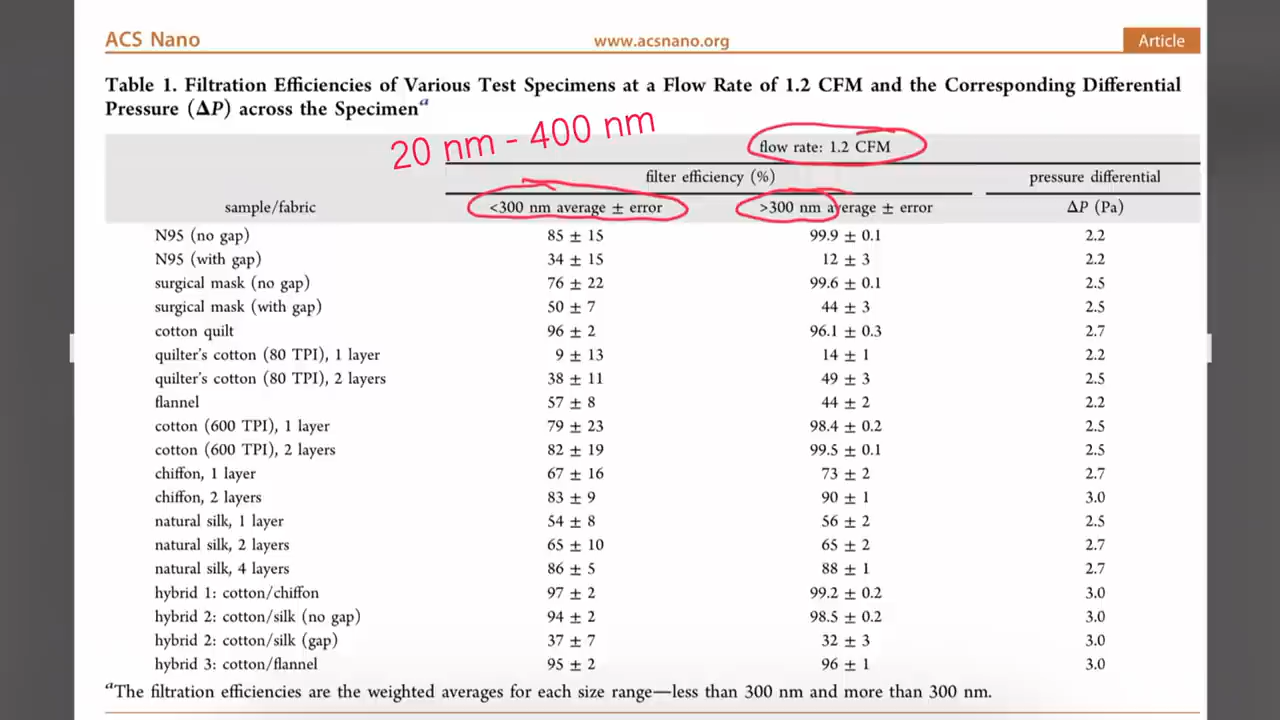 ACS Nano www.acsnano.org Article
Table 1. Filtration Efficiencies of Various Test Specimens at a Flow Rate of 1.2 CFM and the Corresponding Differential
Pressure (ΔP) across the Specimenᵃ
20 nm - 400 nm
flow rate: 1.2 CFM
filter efficiency (%) pressure differential
sample/fabric <300 nm average ± error >300 nm average ± error ΔP (Pa)
N95 (no gap) 85 ± 15 99.9 ± 0.1 2.2
N95 (with gap) 34 ± 15 12 ± 3 2.2
surgical mask (no gap) 76 ± 22 99.6 ± 0.1 2.5
surgical mask (with gap) 50 ± 7 44 ± 3 2.5
cotton quilt 96 ± 2 96.1 ± 0.3 2.7
quilter's cotton (80 TPI), 1 layer 9 ± 13 14 ± 1 2.2
quilter's cotton (80 TPI), 2 layers 38 ± 11 49 ± 3 2.5
flannel 57 ± 8 44 ± 2 2.2
cotton (600 TPI), 1 layer 79 ± 23 98.4 ± 0.2 2.5
cotton (600 TPI), 2 layers 82 ± 19 99.5 ± 0.1 2.5
chiffon, 1 layer 67 ± 16 73 ± 2 2.7
chiffon, 2 layers 83 ± 9 90 ± 1 3.0
natural silk, 1 layer 54 ± 8 56 ± 2 2.5
natural silk, 2 layers 65 ± 10 65 ± 2 2.7
natural silk, 4 layers 86 ± 5 88 ± 1 2.7
hybrid 1: cotton/chiffon 97 ± 2 99.2 ± 0.2 3.0
hybrid 2: cotton/silk (no gap) 94 ± 2 98.5 ± 0.2 3.0
hybrid 2: cotton/silk (gap) 37 ± 7 32 ± 3 3.0
hybrid 3: cotton/flannel 95 ± 2 96 ± 1 3.0
ᵃThe filtration efficiencies are the weighted averages for each size range—less than 300 nm and more than 300 nm.